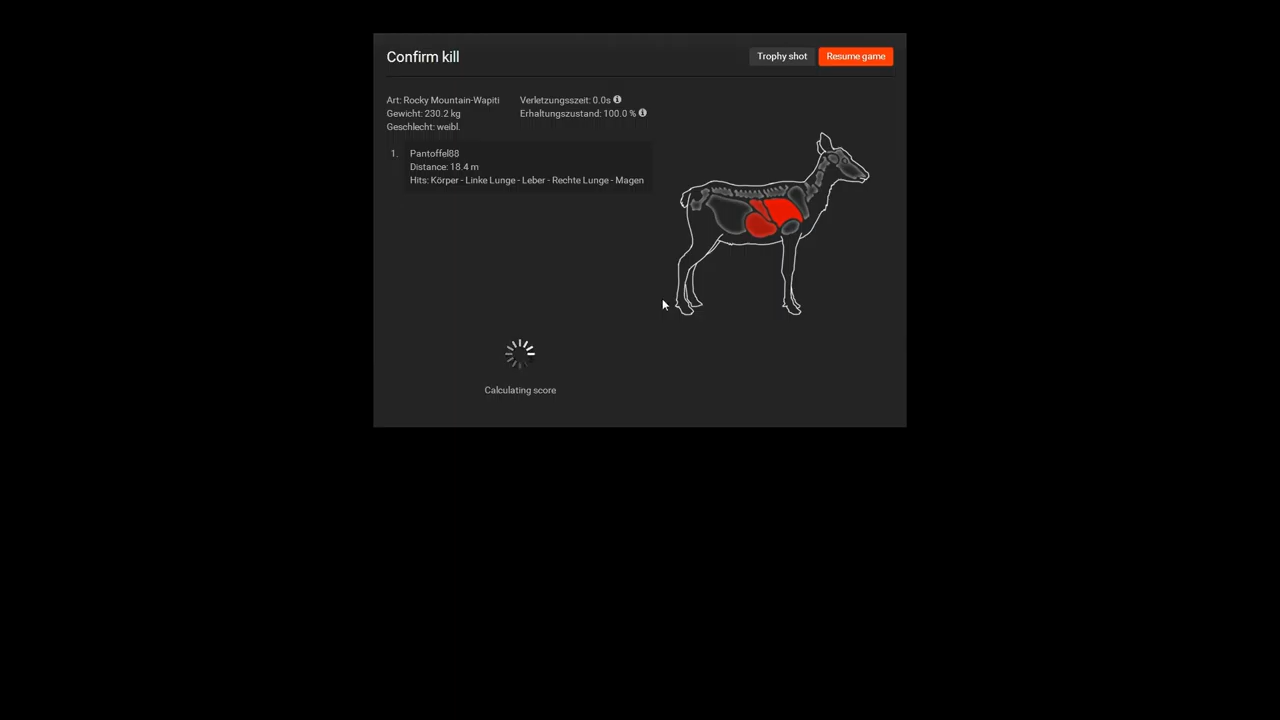 Confirm kill
Trophy shot
Resume game
Art: Rocky Mountain-Wapiti
Verletzungsszeit: 0.0s
Gewicht: 230.2 kg
Erhaltungszustand: 100.0 %
Geschlecht: weibl.
1. Pantoffel88
Distance: 18.4 m
Hits: Körper - Linke Lunge - Leber - Rechte Lunge - Magen
Calculating score